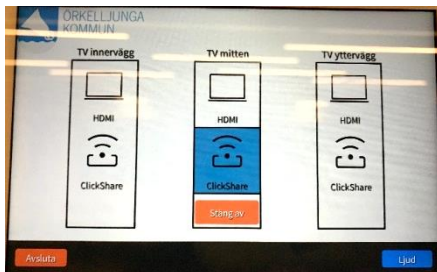 ÖRKELLJUNGA
KOMMUN
TV innervägg
TV mitten
TV yttervägg
HDMI
HDMI
HDMI
ClickShare
ClickShare
ClickShare
Stäng av
Avsluta
Ljud